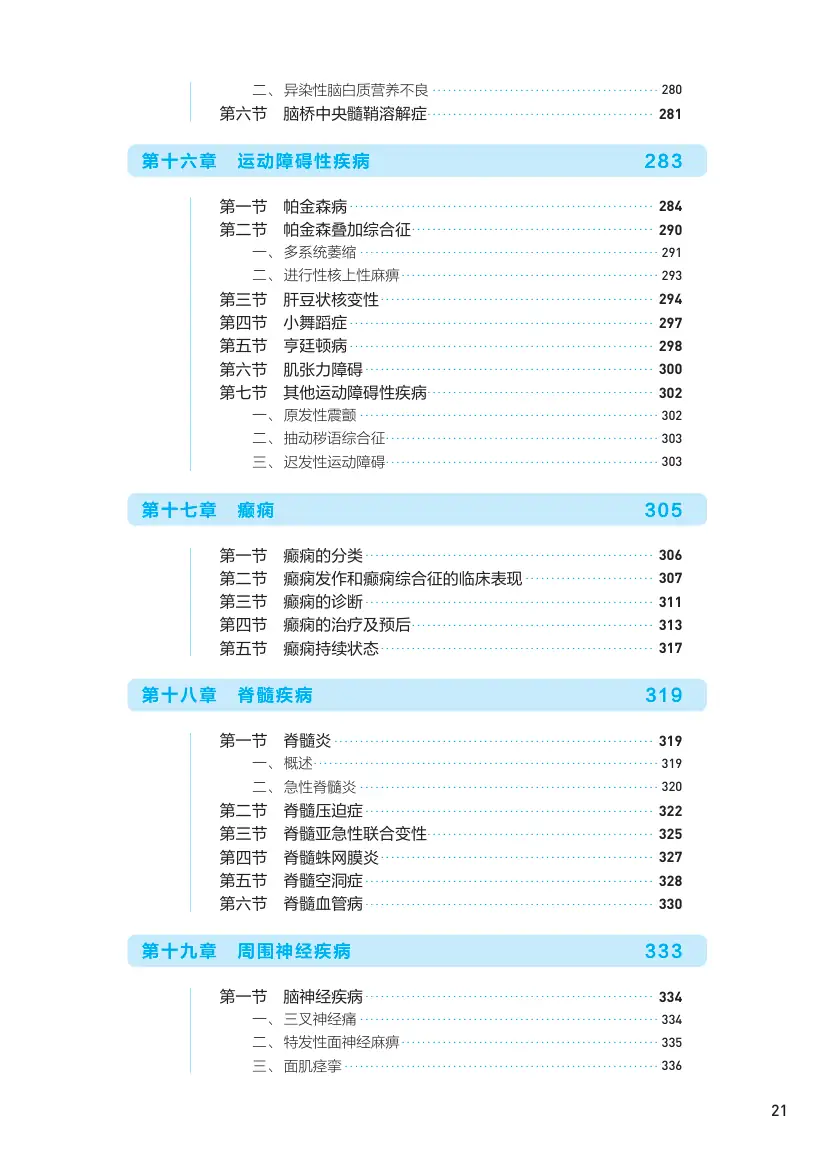 二、异染性脑白质营养不良 280
第六节 脑桥中央髓鞘溶解症 281
第十六章 运动障碍性疾病 283
第一节 帕金森病 284
第二节 帕金森叠加综合征 290
一、多系统萎缩 291
二、进行性核上性麻痹 293
第三节 肝豆状核变性 294
第四节 小舞蹈症 297
第五节 亨廷顿病 298
第六节 肌张力障碍 300
第七节 其他运动障碍性疾病 302
一、原发性震颤 302
二、抽动秽语综合征 303
三、迟发性运动障碍 303
第十七章 癫痫 305
第一节 癫痫的分类 306
第二节 癫痫发作和癫痫综合征的临床表现 307
第三节 癫痫的诊断 311
第四节 癫痫的治疗及预后 313
第五节 癫痫持续状态 317
第十八章 脊髓疾病 319
第一节 脊髓炎 319
一、概述 319
二、急性脊髓炎 320
第二节 脊髓压迫症 322
第三节 脊髓亚急性联合变性 325
第四节 脊髓蛛网膜炎 327
第五节 脊髓空洞症 328
第六节 脊髓血管病 330
第十九章 周围神经疾病 333
第一节 脑神经疾病 334
一、三叉神经痛 334
二、特发性面神经麻痹 335
三、面肌痉挛 336
21